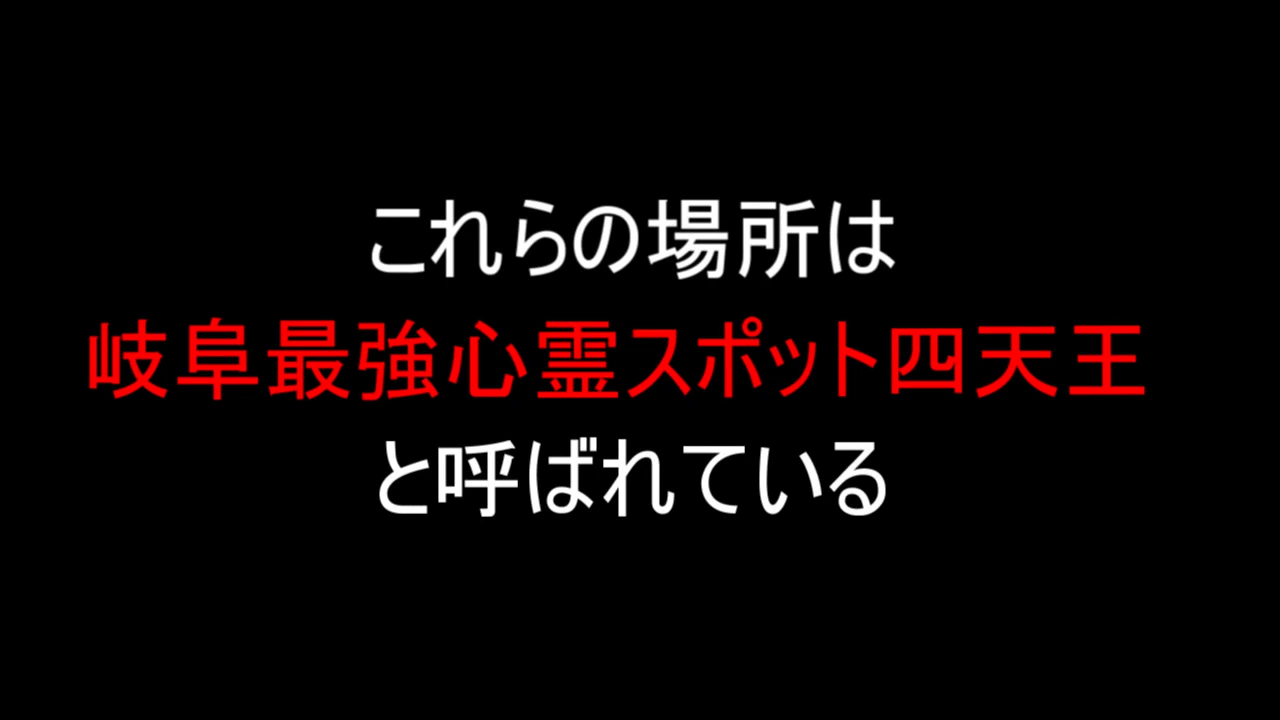 これらの場所は
岐阜最強心霊スポット四天王
と呼ばれている